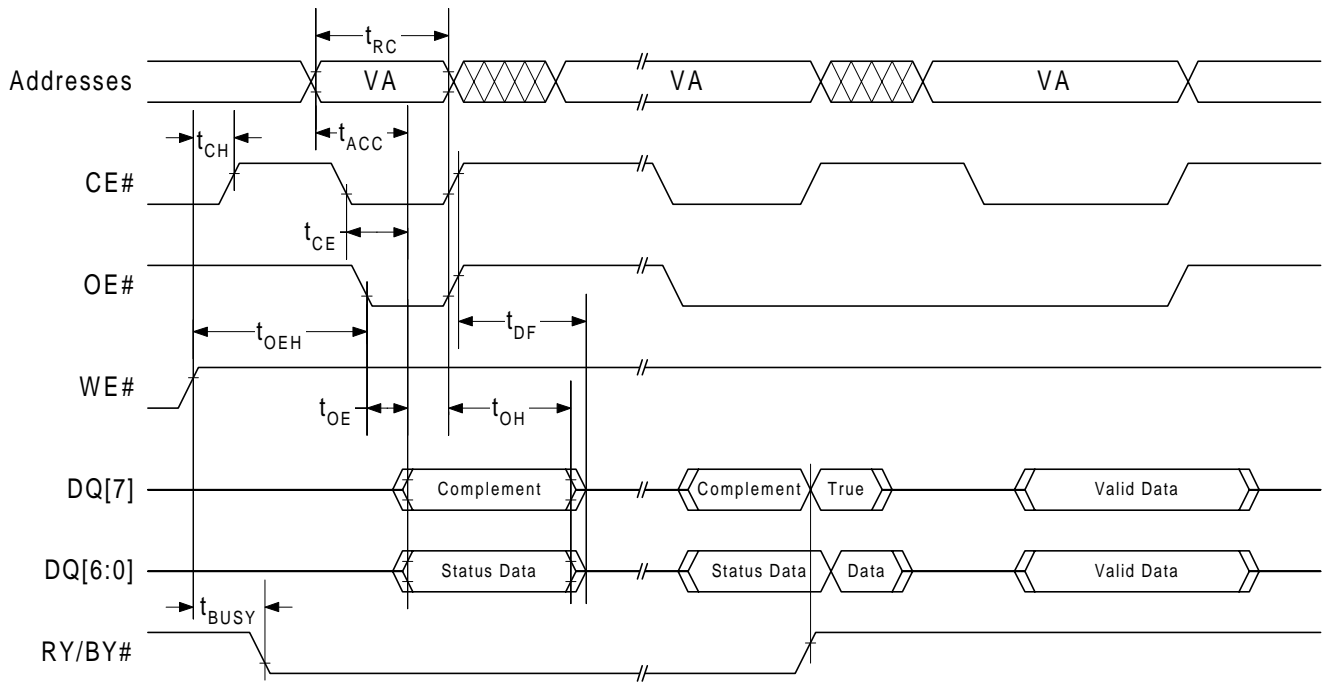 tRC
Addresses VA VA VA
tCH tACC
CE#
tCE
OE#
tOEH tDF
WE#
tOE tOH
DQ[7] Complement Complement True Valid Data
DQ[6:0] Status Data Status Data Data Valid Data
tBUSY
RY/BY#